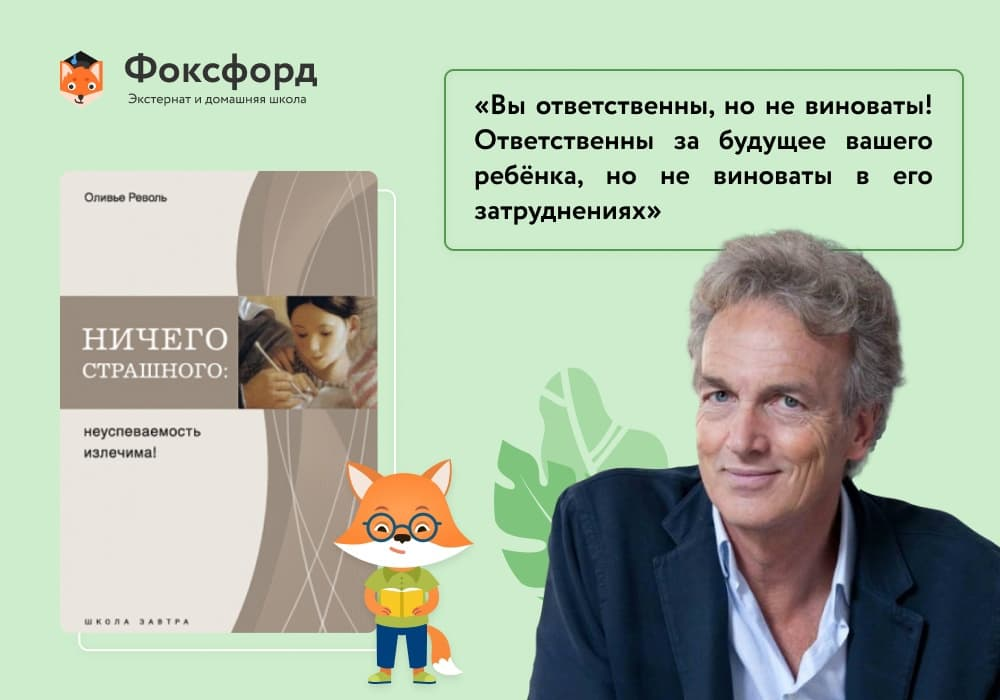 Фоксфорд
Экстернат и домашняя школа
«Вы ответственны, но не виноваты!
Ответственны за будущее вашего
ребёнка, но не виноваты в его
затруднениях»
Оливье Револь
НИЧЕГО
СТРАШНОГО:
неуспеваемость
излечима!
ШКОЛА ЗАВТРА